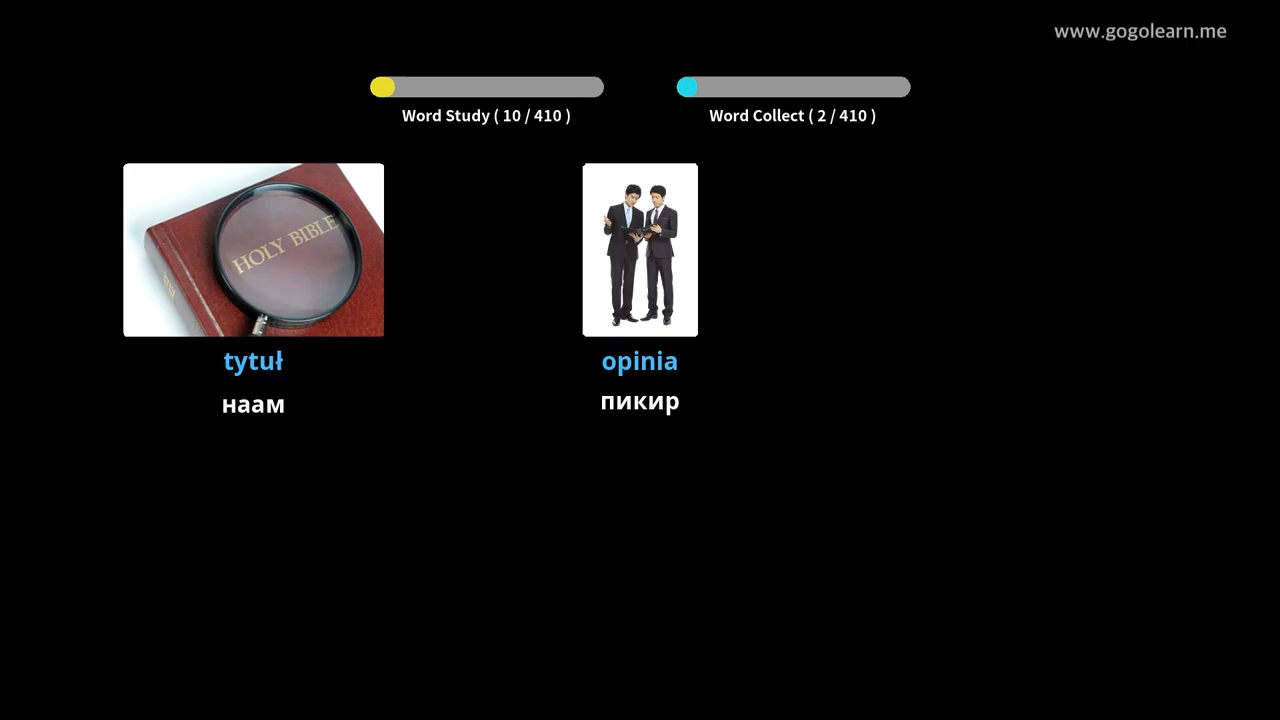 www.gogolearn.me
Word Study ( 10 / 410 )
Word Collect ( 2 / 410 )
HOLY BIBLE
tytuł
opinia
наам
пикир